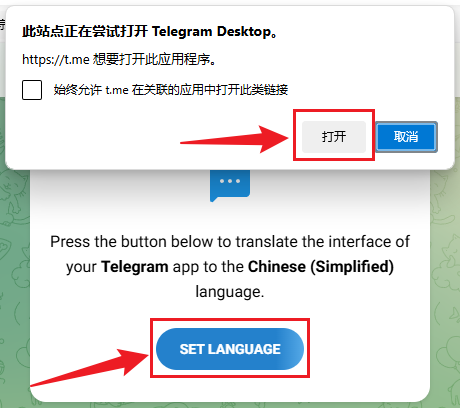 此站点正在尝试打开 Telegram Desktop。
https://t.me 想要打开此应用程序。
始终允许 t.me 在关联的应用中打开此类链接
打开
取消
Press the button below to translate the interface of
your Telegram app to the Chinese (Simplified)
language.
SET LANGUAGE